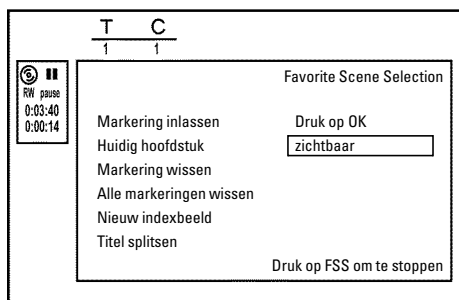 T C
1 1
RW pause
0:03:40
0:00:14
Favorite Scene Selection
Markering inlassen Druk op OK
Huidig hoofdstuk zichtbaar
Markering wissen
Alle markeringen wissen
Nieuw indexbeeld
Titel splitsen
Druk op FSS om te stoppen